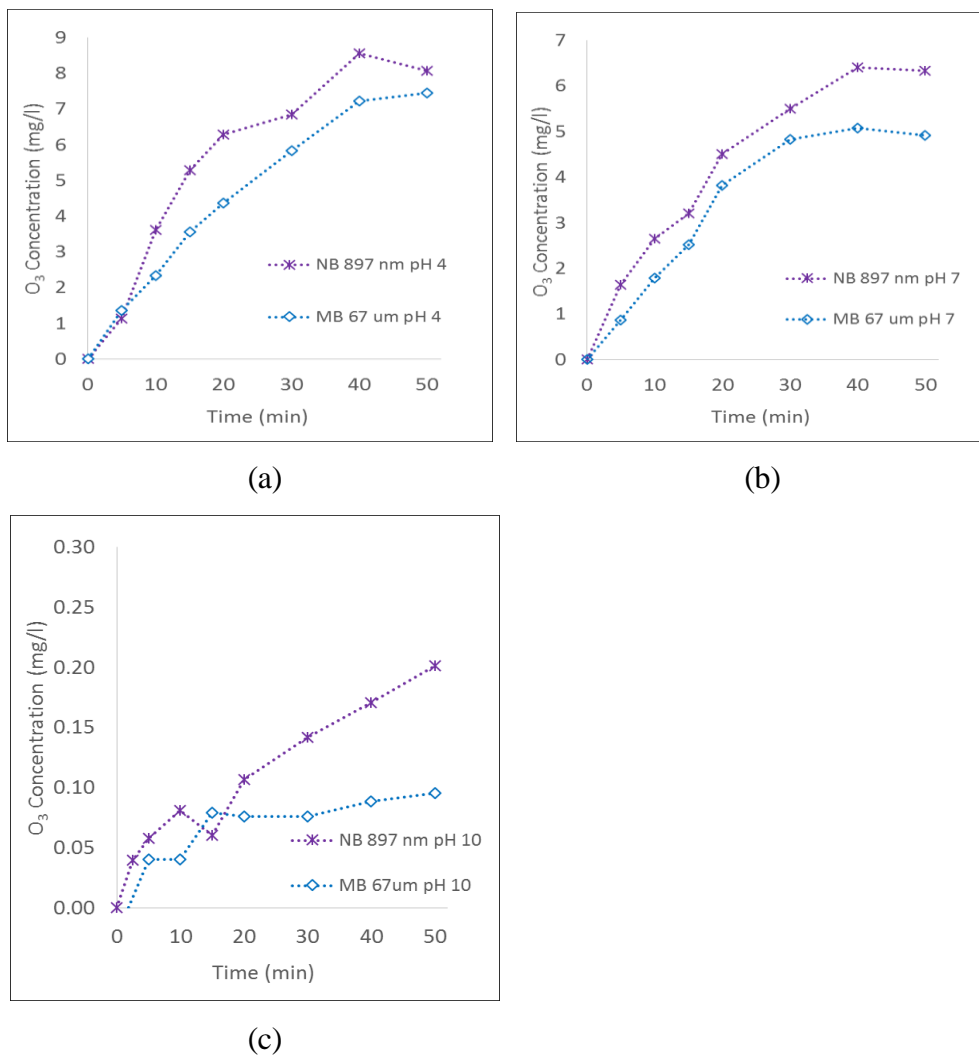 9
8
7
6
5
4
3
2
1
0
O₃ Concentration (mg/l)
NB 897 nm pH 4
MB 67 um pH 4
0 10 20 30 40 50
Time (min)
(a)
7
6
5
4
3
2
1
0
O₃ Concentration (mg/l)
NB 897 nm pH 7
MB 67 um pH 7
0 10 20 30 40 50
Time (min)
(b)
0.30
0.25
0.20
0.15
0.10
0.05
0.00
O₃ Concentration (mg/l)
NB 897 nm pH 10
MB 67um pH 10
0 10 20 30 40 50
Time (min)
(c)